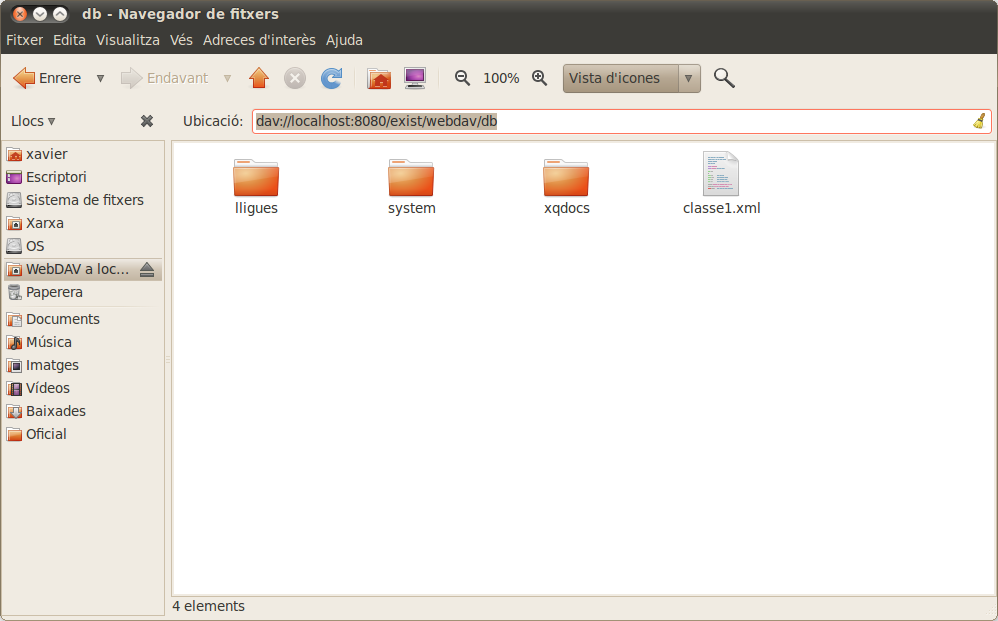 db - Navegador de fitxers
Fitxer Edita Visualitza Vés Adreces d'interès Ajuda
Enrere Endavant 100% Vista d'icones
Llocs Ubicació: dav://localhost:8080/exist/webdav/db
xavier
Escriptori
Sistema de fitxers
Xarxa
OS
WebDAV a loc...
Paperera
Documents
Música
Imatges
Vídeos
Baixades
Oficial
lligues system xqdocs classe1.xml
4 elements